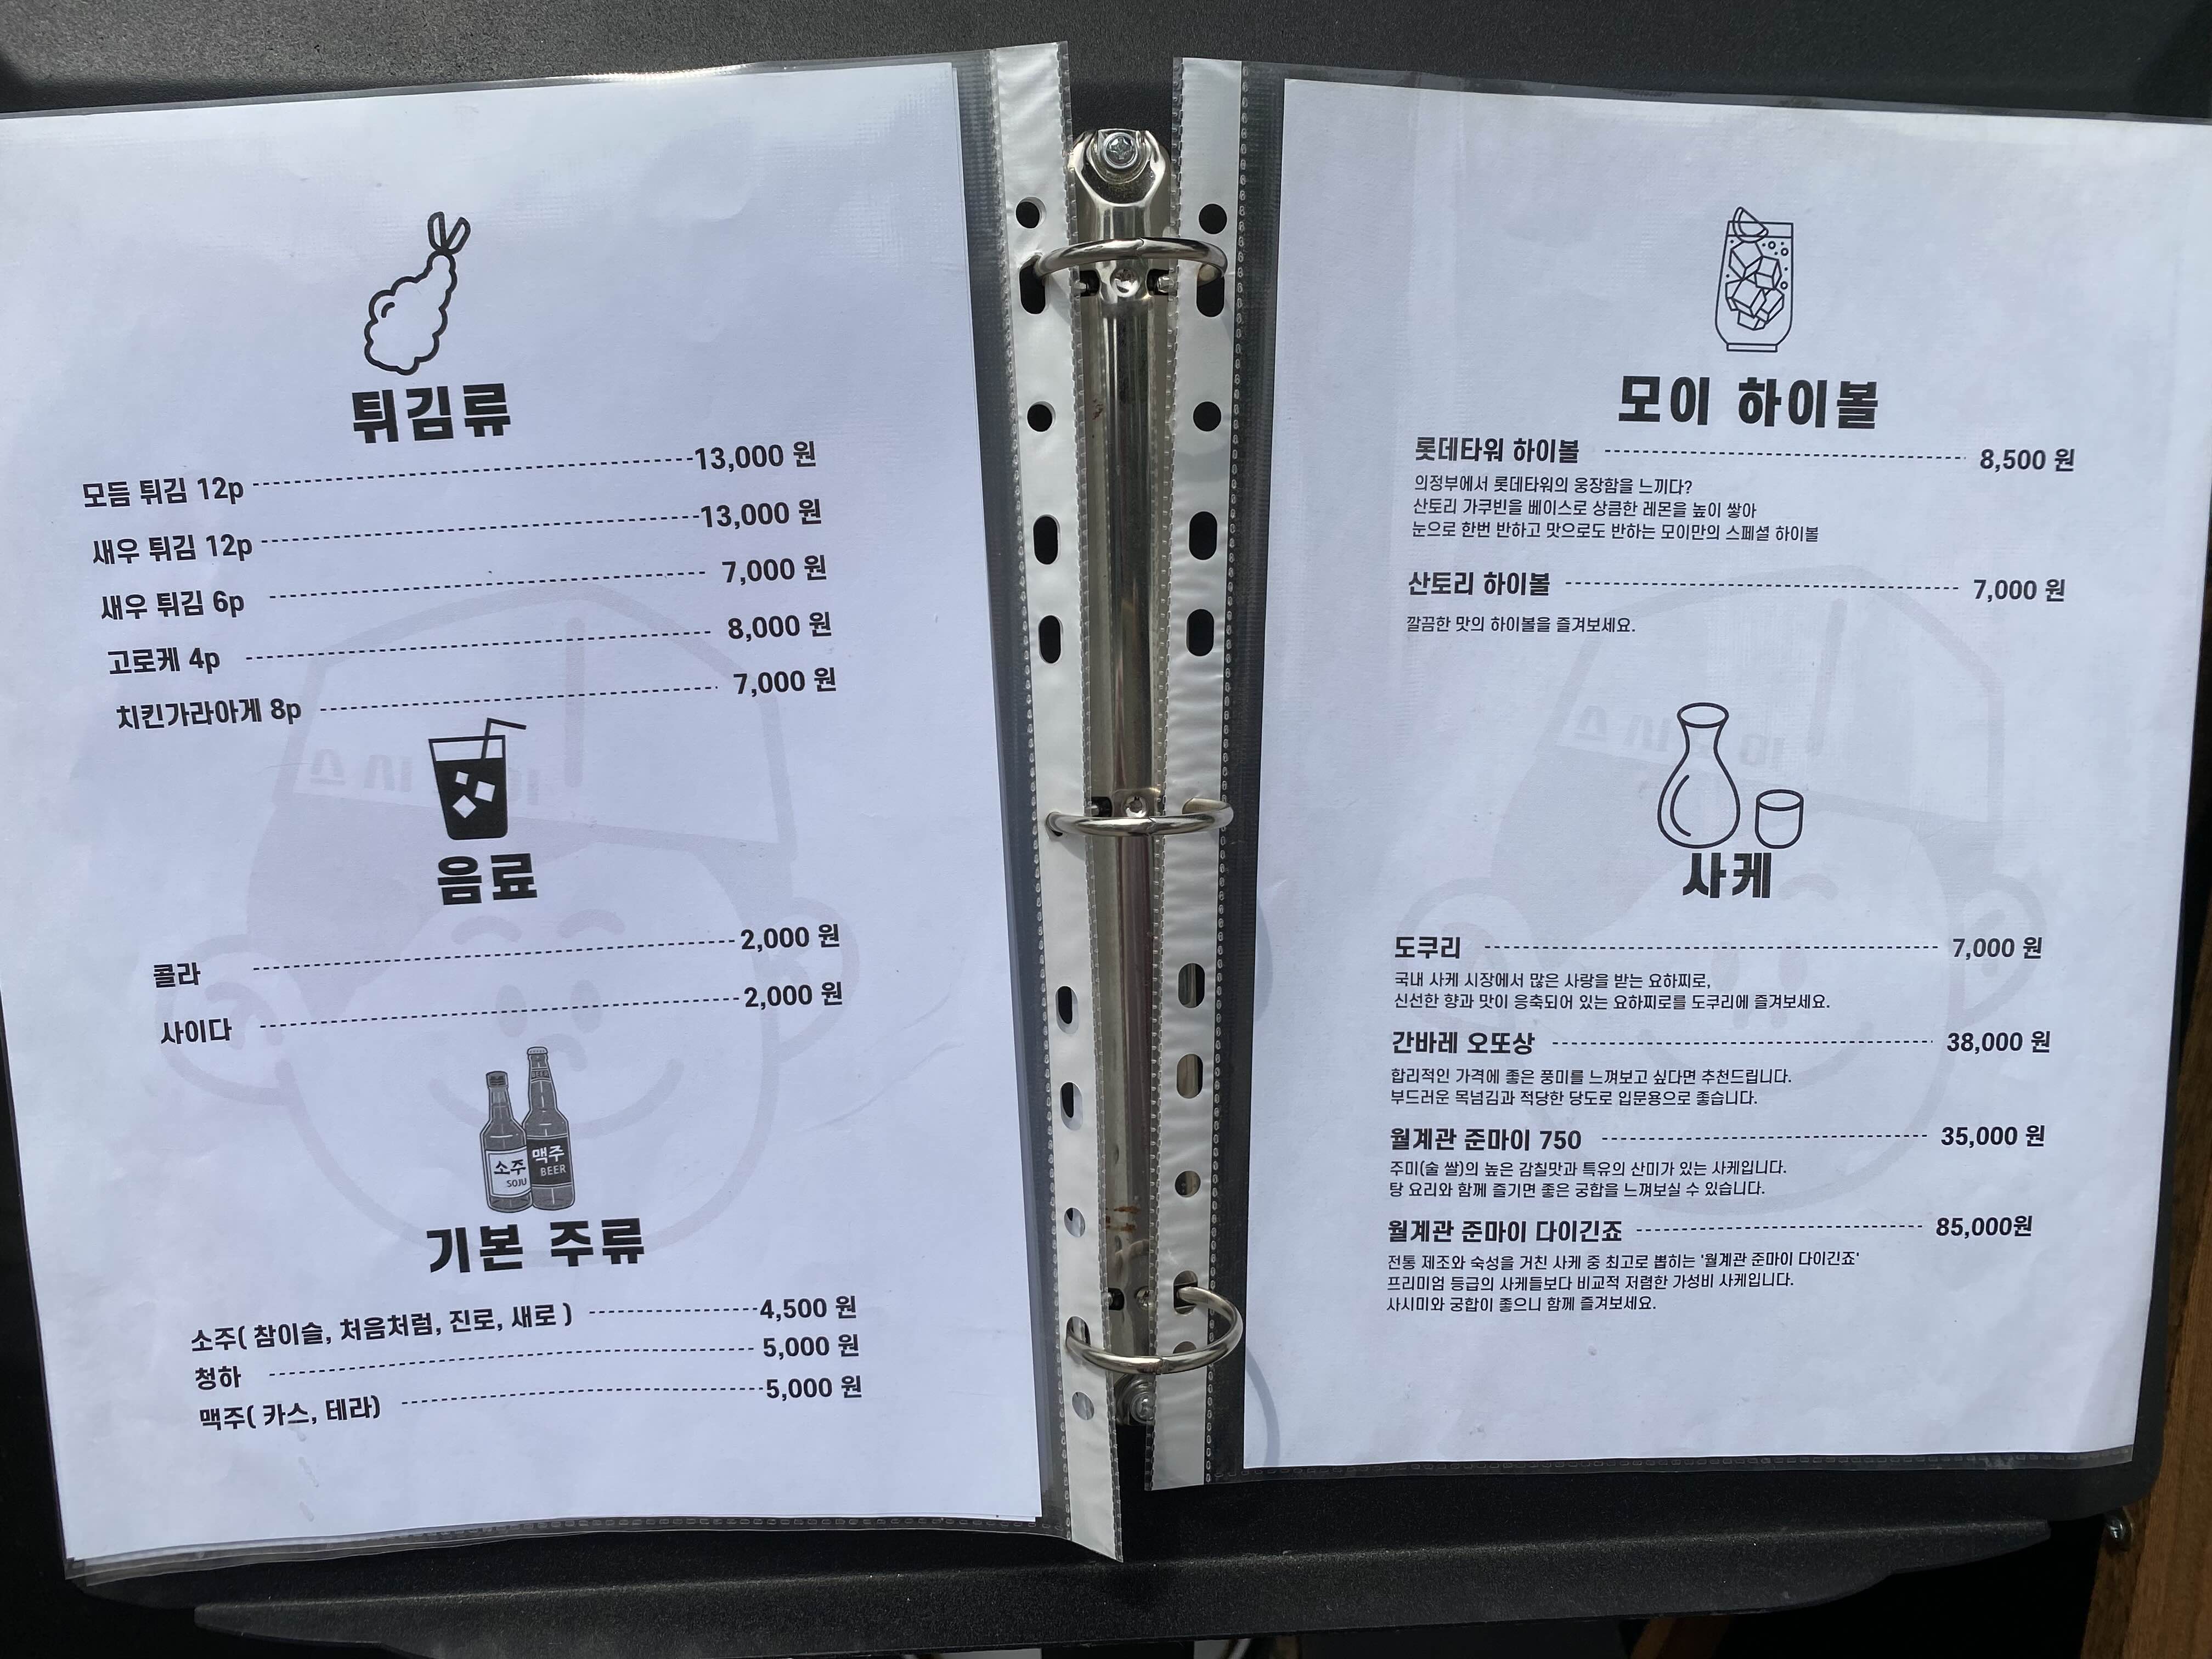 튀김류
모듬 튀김 12p 13,000 원
새우 튀김 12p 13,000 원
새우 튀김 6p 7,000 원
고로케 4p 8,000 원
치킨가라아게 8p 7,000 원
음료
콜라 2,000 원
사이다 2,000 원
소주 SOJU
맥주 BEER
기본 주류
소주( 참이슬, 처음처럼, 진로, 새로 ) 4,500 원
청하 5,000 원
맥주( 카스, 테라) 5,000 원
모이 하이볼
롯데타워 하이볼 8,500 원
의정부에서 롯데타워의 웅장함을 느끼다?
산토리 가쿠빈을 베이스로 상큼한 레몬을 높이 쌓아
눈으로 한번 반하고 맛으로도 반하는 모이만의 스페셜 하이볼
산토리 하이볼 7,000 원
깔끔한 맛의 하이볼을 즐겨보세요.
사케
도쿠리 7,000 원
국내 사케 시장에서 많은 사랑을 받는 요하찌로,
신선한 향과 맛이 응축되어 있는 요하찌로를 도쿠리에 즐겨보세요.
간바레 오또상 38,000 원
합리적인 가격에 좋은 풍미를 느껴보고 싶다면 추천드립니다.
부드러운 목넘김과 적당한 당도로 입문용으로 좋습니다.
월계관 준마이 750 35,000 원
주미(술 쌀)의 높은 감칠맛과 특유의 산미가 있는 사케입니다.
탕 요리와 함께 즐기면 좋은 궁합을 느껴보실 수 있습니다.
월계관 준마이 다이긴죠 85,000원
전통 제조와 숙성을 거친 사케 중 최고로 뽑히는 '월계관 준마이 다이긴죠'
프리미엄 등급의 사케들보다 비교적 저렴한 가성비 사케입니다.
사시미와 궁합이 좋으니 함께 즐겨보세요.